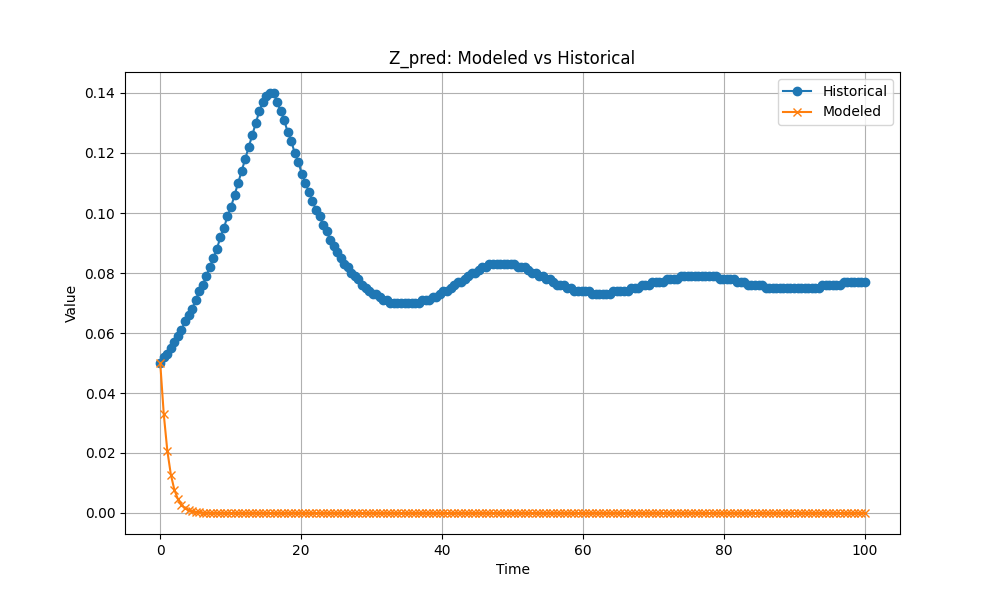 Z_pred: Modeled vs Historical
Historical
Modeled
Value
0.14
0.12
0.10
0.08
0.06
0.04
0.02
0.00
0 20 40 60 80 100
Time